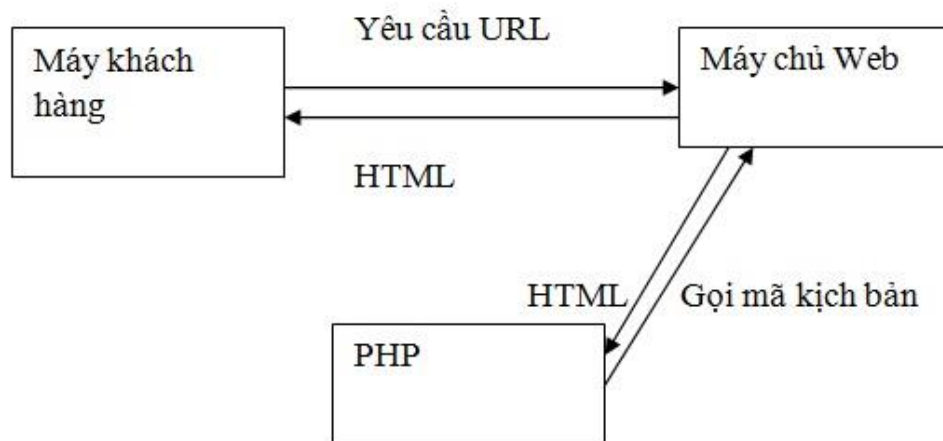 Yêu cầu URL
Máy khách
hàng
Máy chủ Web
HTML
HTML
Gọi mã kịch bản
PHP